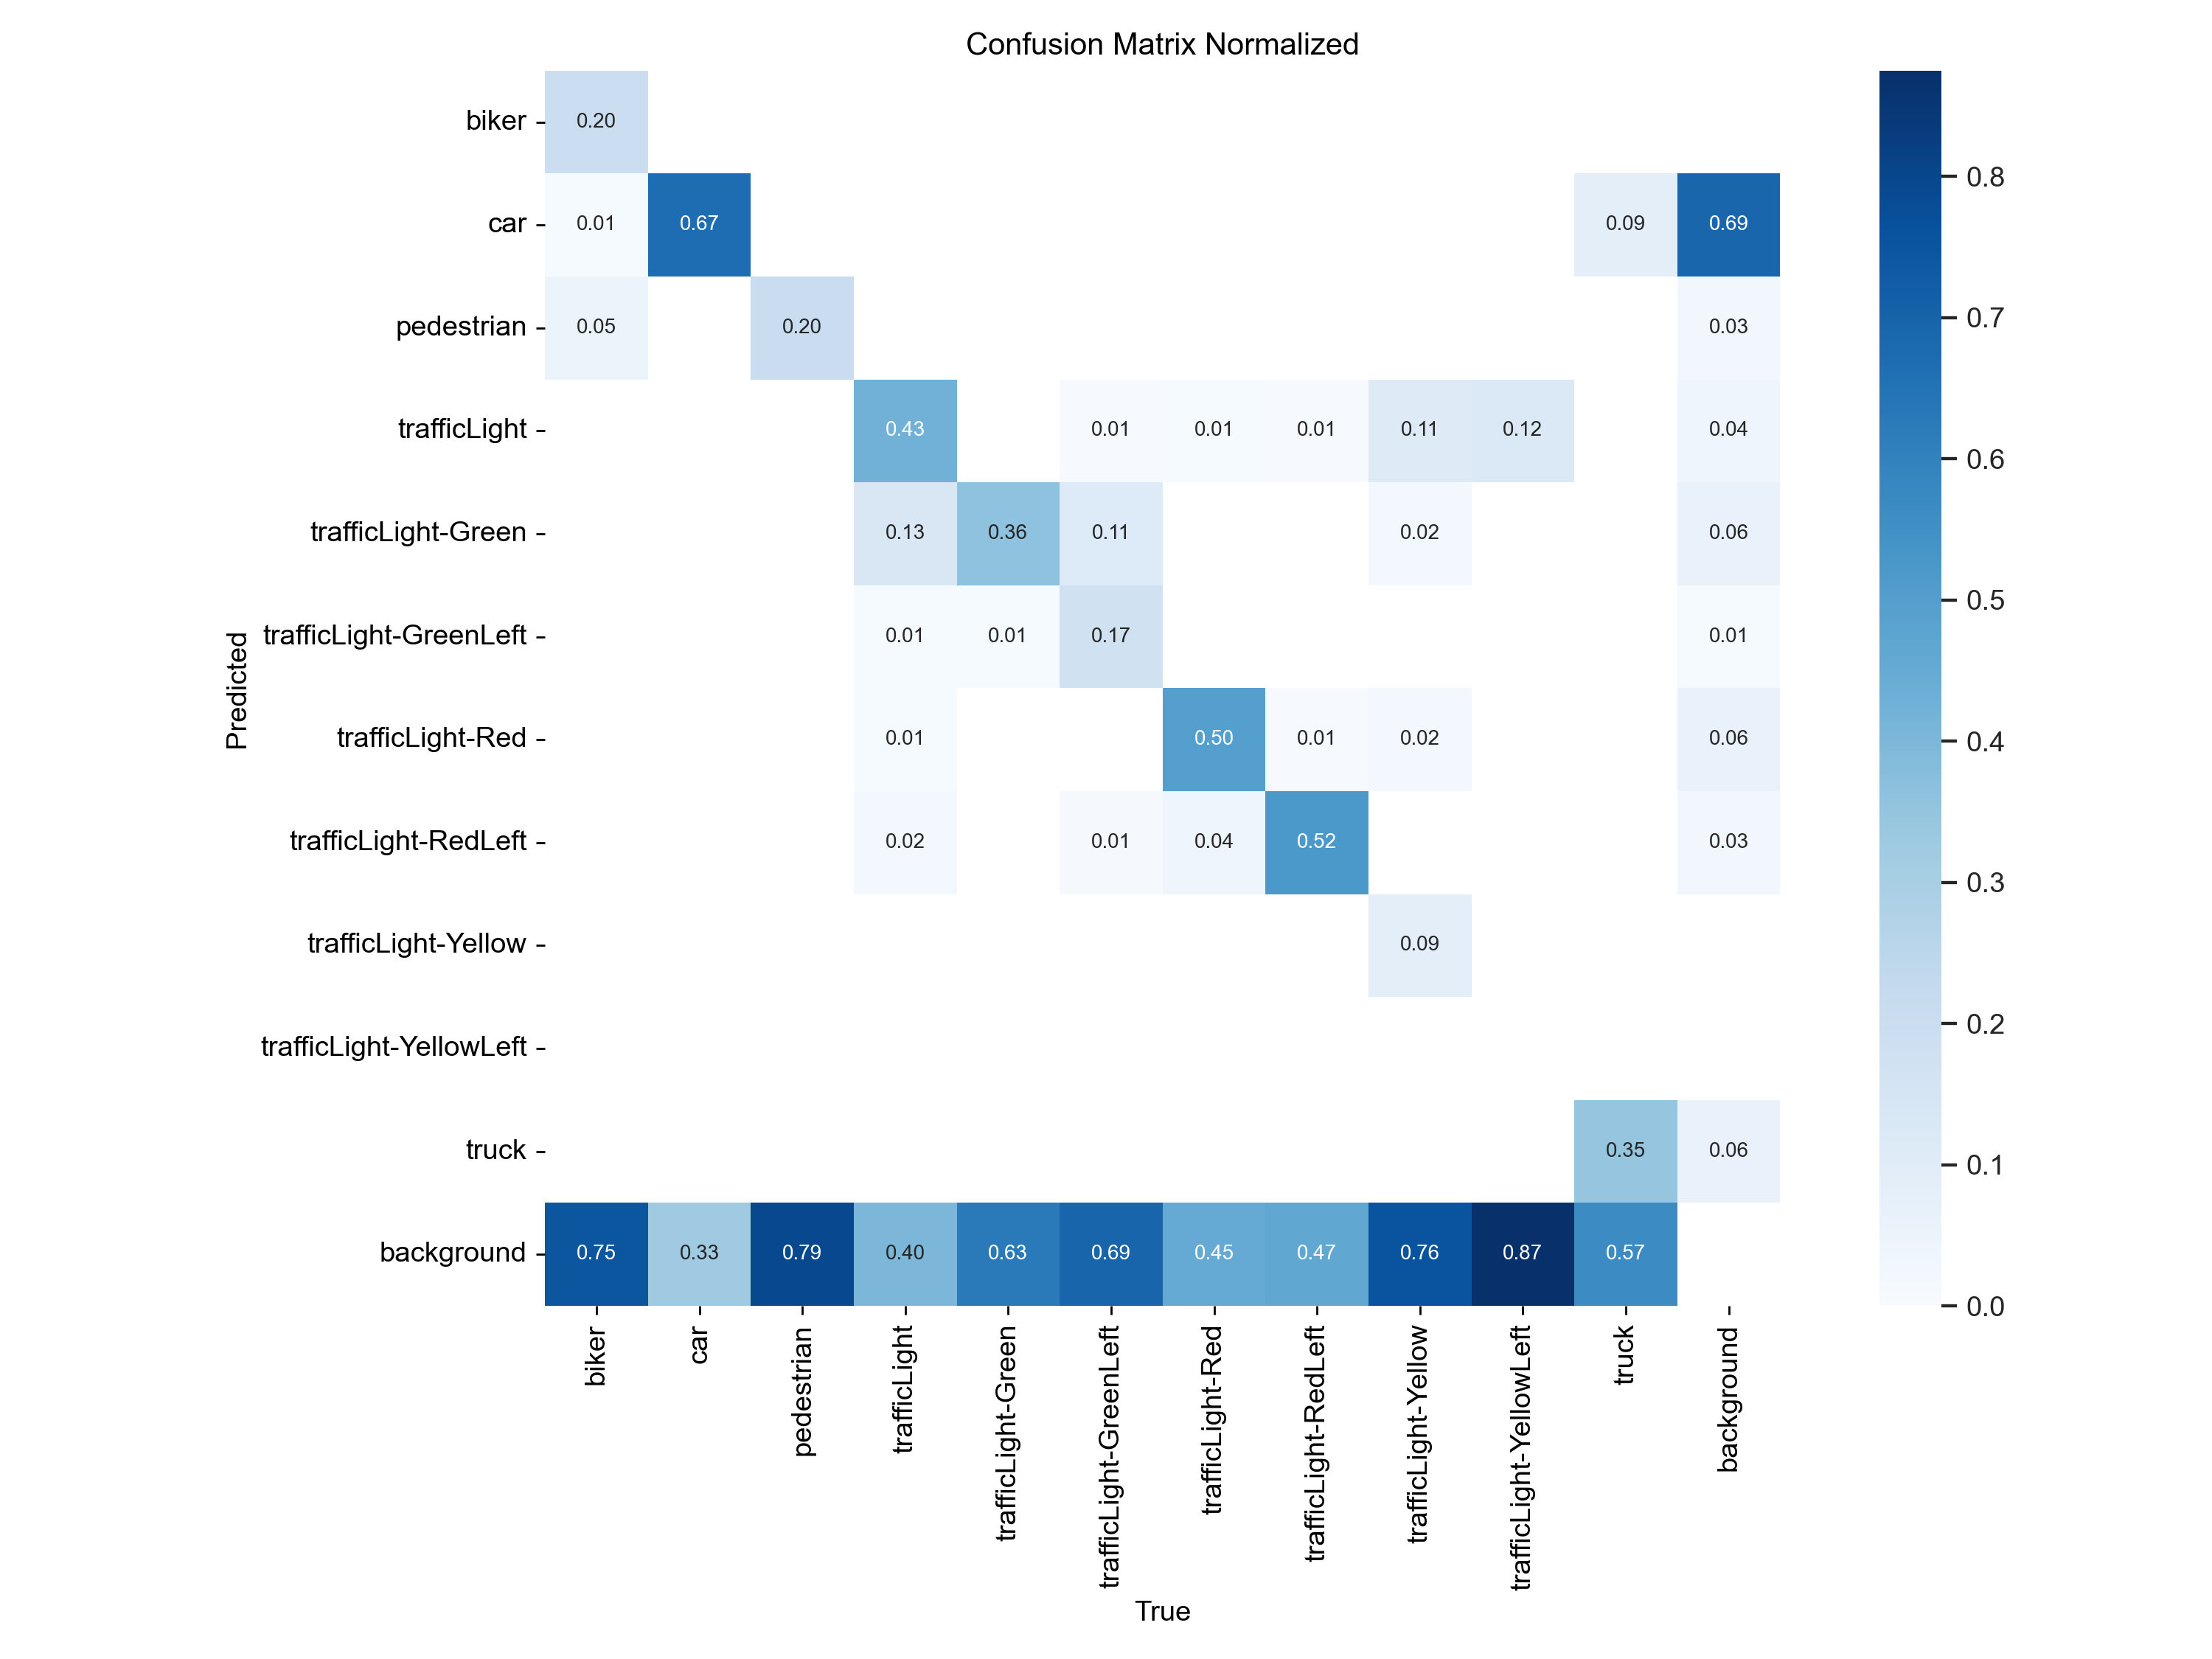 Confusion Matrix Normalized
biker 0.20
car 0.01 0.67 0.09 0.69
pedestrian 0.05 0.20 0.03
trafficLight 0.43 0.01 0.01 0.01 0.11 0.12 0.04
trafficLight-Green 0.13 0.36 0.11 0.02 0.06
trafficLight-GreenLeft 0.01 0.01 0.17 0.01
trafficLight-Red 0.01 0.50 0.01 0.02 0.06
trafficLight-RedLeft 0.02 0.01 0.04 0.52 0.03
trafficLight-Yellow 0.09
trafficLight-YellowLeft
truck 0.35 0.06
background 0.75 0.33 0.79 0.40 0.63 0.69 0.45 0.47 0.76 0.87 0.57
Predicted
biker
car
pedestrian
trafficLight
trafficLight-Green
trafficLight-GreenLeft
trafficLight-Red
trafficLight-RedLeft
trafficLight-Yellow
trafficLight-YellowLeft
truck
background
True
0.8
0.7
0.6
0.5
0.4
0.3
0.2
0.1
0.0